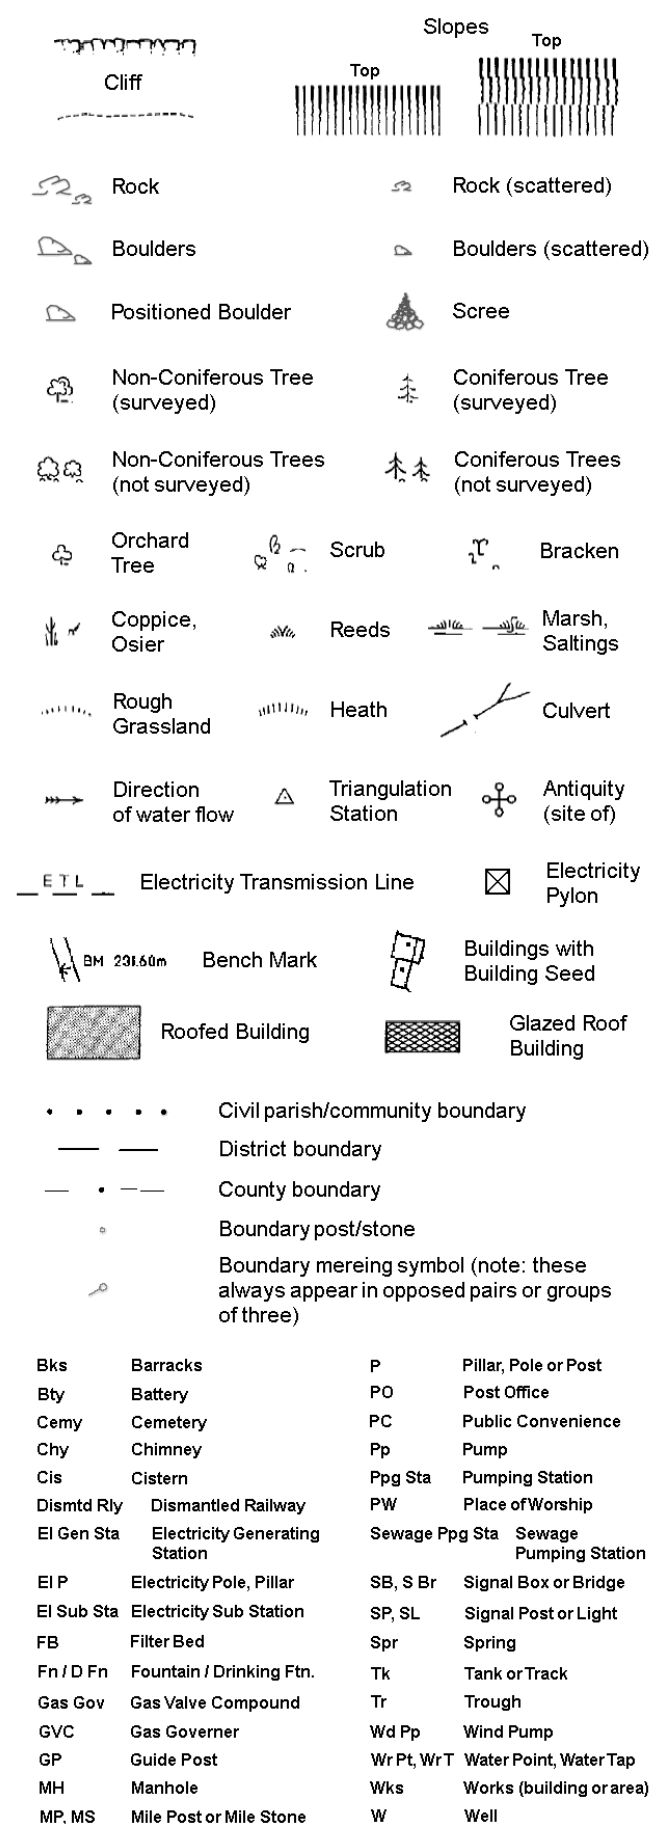 Slopes
Top
Top
Cliff
Rock
Rock (scattered)
Boulders
Boulders (scattered)
Positioned Boulder
Scree
Non-Coniferous Tree
(surveyed)
Coniferous Tree
(surveyed)
Non-Coniferous Trees
(not surveyed)
Coniferous Trees
(not surveyed)
Orchard
Tree
Scrub
Bracken
Coppice,
Osier
Reeds
Marsh,
Saltings
Rough
Grassland
Heath
Culvert
Direction
of water flow
Triangulation
Station
Antiquity
(site of)
E T L
Electricity Transmission Line
Electricity
Pylon
BM 231.60m
Bench Mark
Buildings with
Building Seed
Roofed Building
Glazed Roof
Building
Civil parish/community boundary
District boundary
County boundary
Boundary post/stone
Boundary mereing symbol (note: these
always appear in opposed pairs or groups
of three)
Bks Barracks
Bty Battery
Cemy Cemetery
Chy Chimney
Cis Cistern
Dismtd Rly Dismantled Railway
El Gen Sta Electricity Generating
Station
El P Electricity Pole, Pillar
El Sub Sta Electricity Sub Station
FB Filter Bed
Fn / D Fn Fountain / Drinking Ftn.
Gas Gov Gas Valve Compound
GVC Gas Governer
GP Guide Post
MH Manhole
MP, MS Mile Post or Mile Stone
P Pillar, Pole or Post
PO Post Office
PC Public Convenience
Pp Pump
Ppg Sta Pumping Station
PW Place of Worship
Sewage Ppg Sta Sewage
Pumping Station
SB, S Br Signal Box or Bridge
SP, SL Signal Post or Light
Spr Spring
Tk Tank or Track
Tr Trough
Wd Pp Wind Pump
Wr Pt, Wr T Water Point, Water Tap
Wks Works (building or area)
W Well